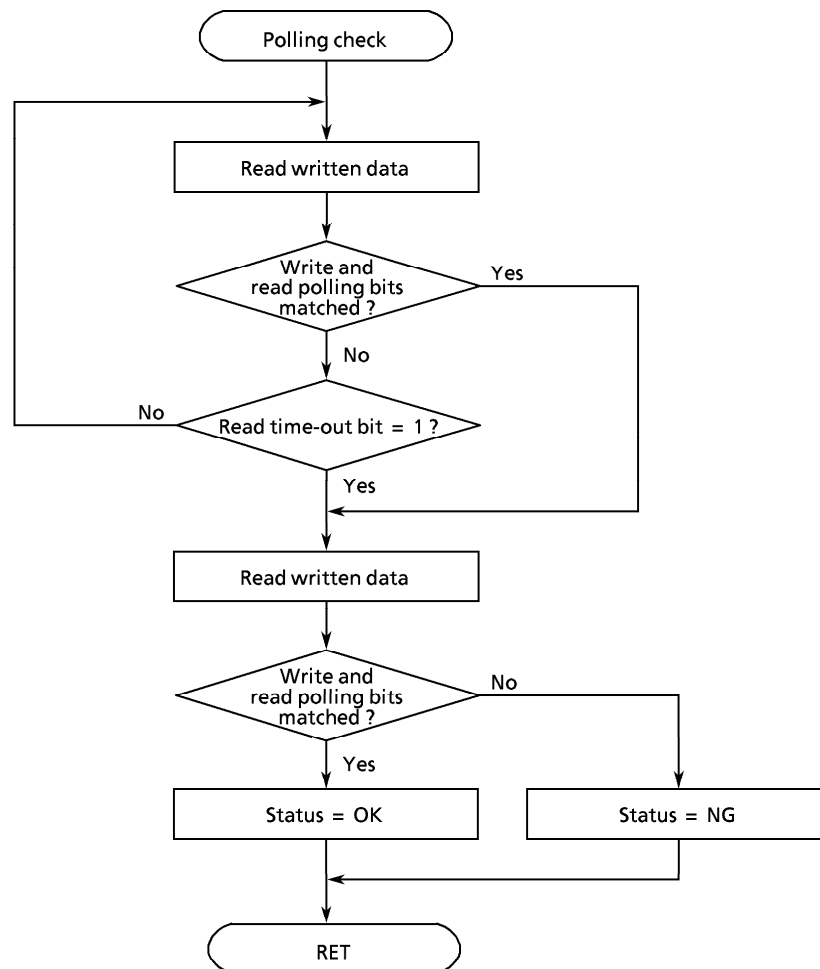 Polling check
Read written data
Write and
read polling bits
matched ?
Yes
No
No
Read time-out bit = 1 ?
Yes
Read written data
Write and
read polling bits
matched ?
No
Yes
Status = OK
Status = NG
RET